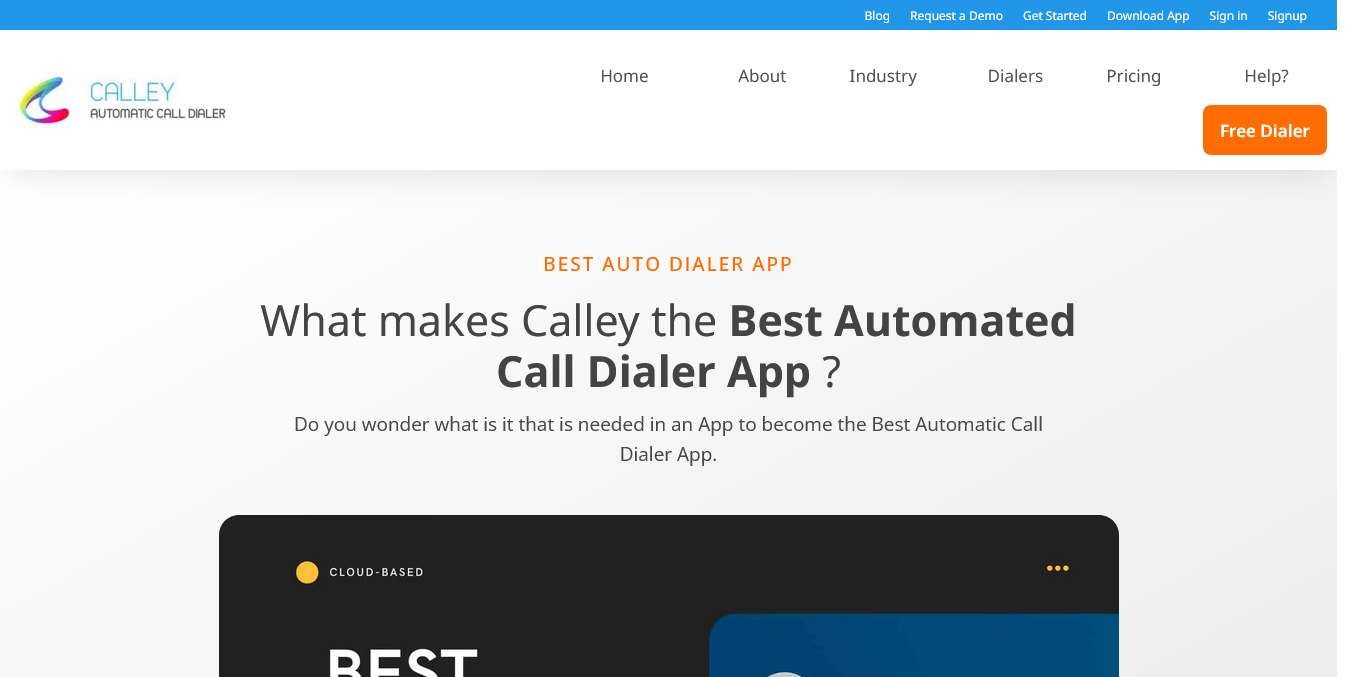 Blog Request a Demo Get Started Download App Sign in Signup
Home About Industry Dialers Pricing Help?
CALLEY
AUTOMATIC CALL DIALER
Free Dialer
BEST AUTO DIALER APP
What makes Calley the Best Automated
Call Dialer App ?
Do you wonder what is it that is needed in an App to become the Best Automatic Call
Dialer App.
CLOUD-BASED
BEST